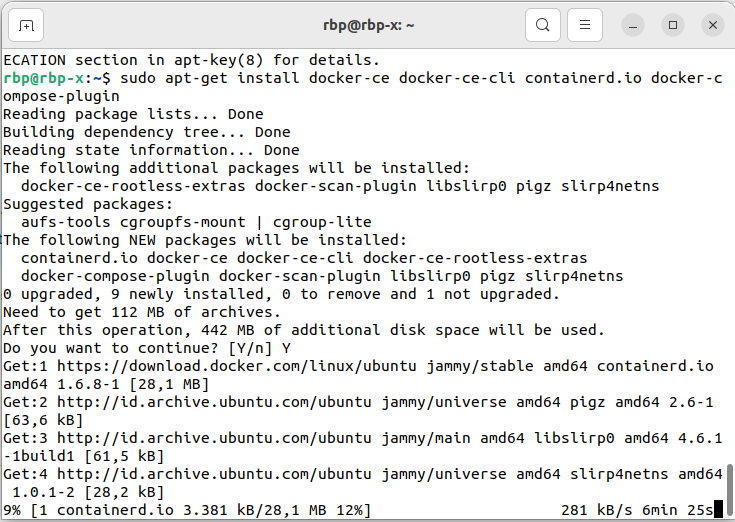 rbp@rbp-x: ~
ECATION section in apt-key(8) for details.
rbp@rbp-x:~$ sudo apt-get install docker-ce docker-ce-cli containerd.io docker-c
ompose-plugin
Reading package lists... Done
Building dependency tree... Done
Reading state information... Done
The following additional packages will be installed:
  docker-ce-rootless-extras docker-scan-plugin libslirp0 pigz slirp4netns
Suggested packages:
  aufs-tools cgroupfs-mount | cgroup-lite
The following NEW packages will be installed:
  containerd.io docker-ce docker-ce-cli docker-ce-rootless-extras
  docker-compose-plugin docker-scan-plugin libslirp0 pigz slirp4netns
0 upgraded, 9 newly installed, 0 to remove and 1 not upgraded.
Need to get 112 MB of archives.
After this operation, 442 MB of additional disk space will be used.
Do you want to continue? [Y/n] Y
Get:1 https://download.docker.com/linux/ubuntu jammy/stable amd64 containerd.io
amd64 1.6.8-1 [28,1 MB]
Get:2 http://id.archive.ubuntu.com/ubuntu jammy/universe amd64 pigz amd64 2.6-1
[63,6 kB]
Get:3 http://id.archive.ubuntu.com/ubuntu jammy/main amd64 libslirp0 amd64 4.6.1
-1build1 [61,5 kB]
Get:4 http://id.archive.ubuntu.com/ubuntu jammy/universe amd64 slirp4netns amd64
 1.0.1-2 [28,2 kB]
9% [1 containerd.io 3.381 kB/28,1 MB 12%] 281 kB/s 6min 25s